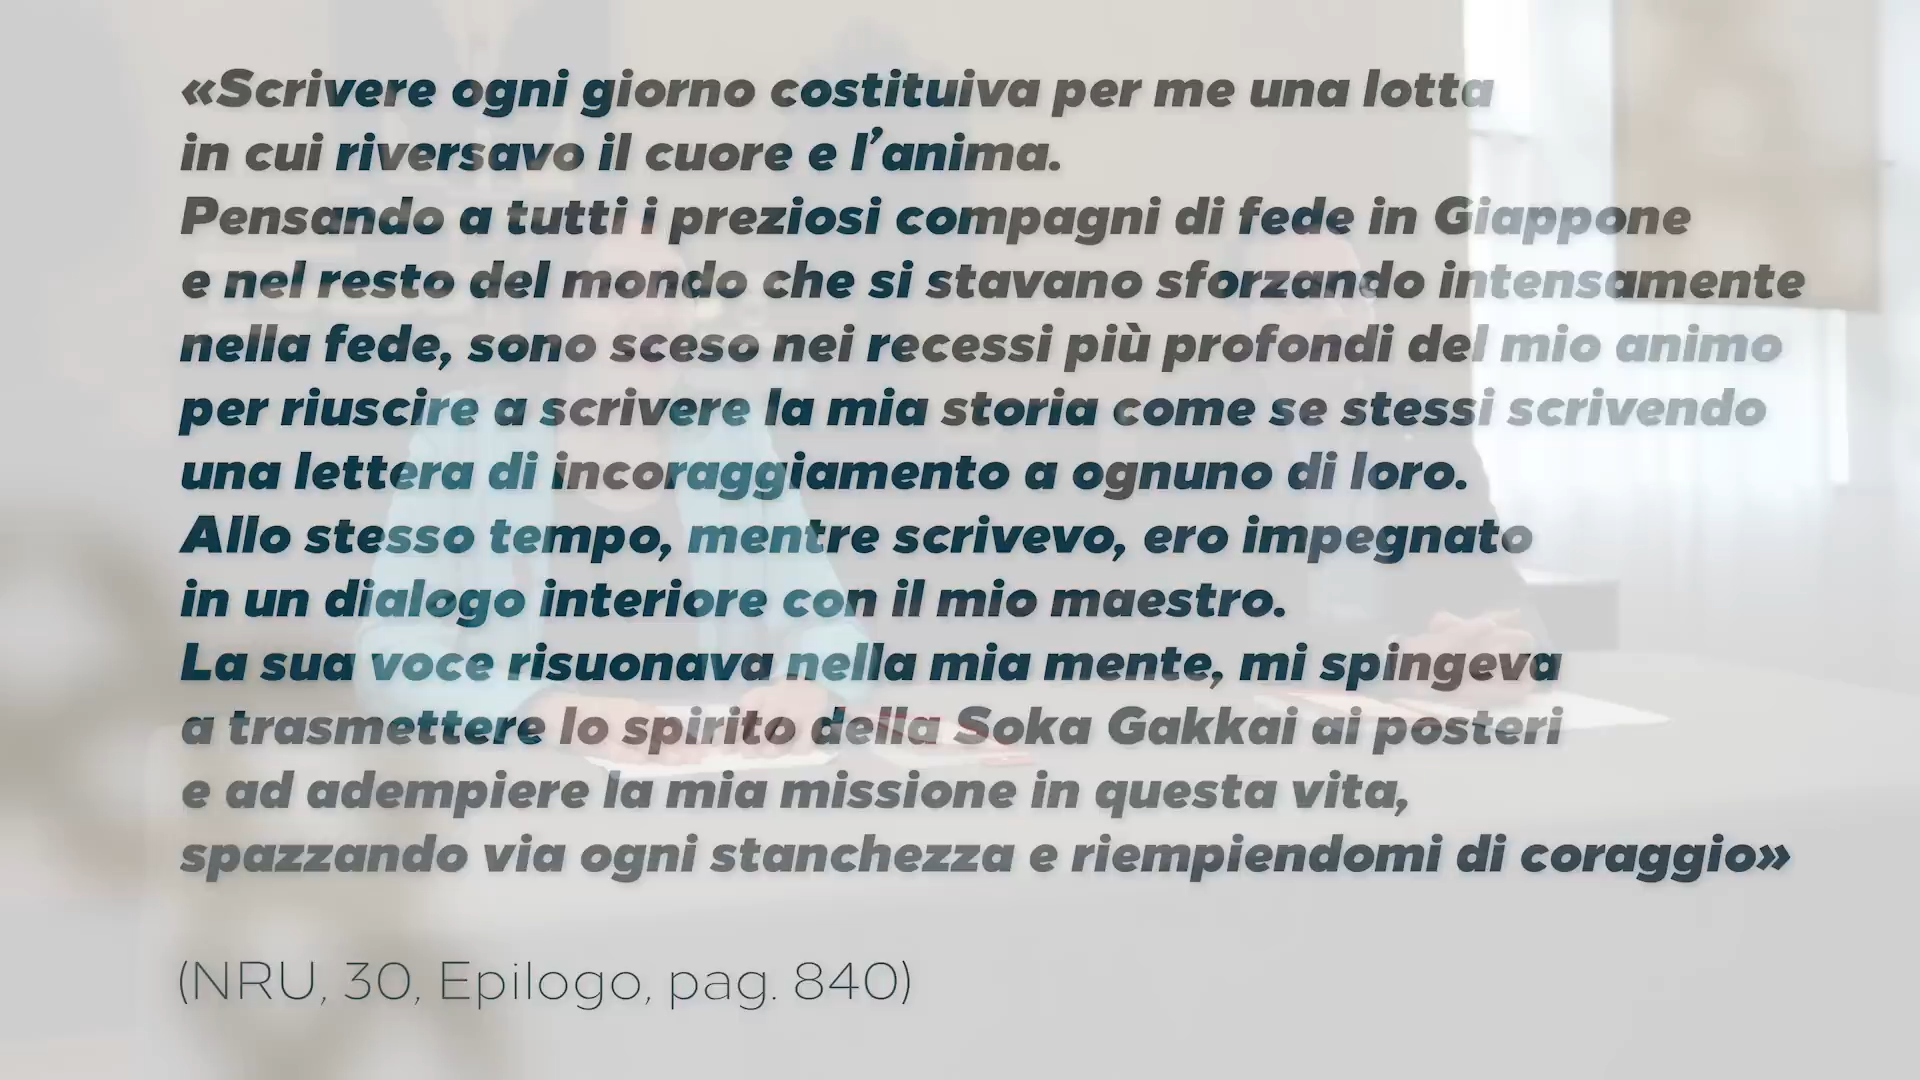 «Scrivere ogni giorno costituiva per me una lotta
in cui riversavo il cuore e l’anima.
Pensando a tutti i preziosi compagni di fede in Giappone
e nel resto del mondo che si stavano sforzando intensamente
nella fede, sono sceso nei recessi più profondi del mio animo
per riuscire a scrivere la mia storia come se stessi scrivendo
una lettera di incoraggiamento a ognuno di loro.
Allo stesso tempo, mentre scrivevo, ero impegnato
in un dialogo interiore con il mio maestro.
La sua voce risuonava nella mia mente, mi spingeva
a trasmettere lo spirito della Soka Gakkai ai posteri
e ad adempiere la mia missione in questa vita,
spazzando via ogni stanchezza e riempiendomi di coraggio»
(NRU, 30, Epilogo, pag. 840)